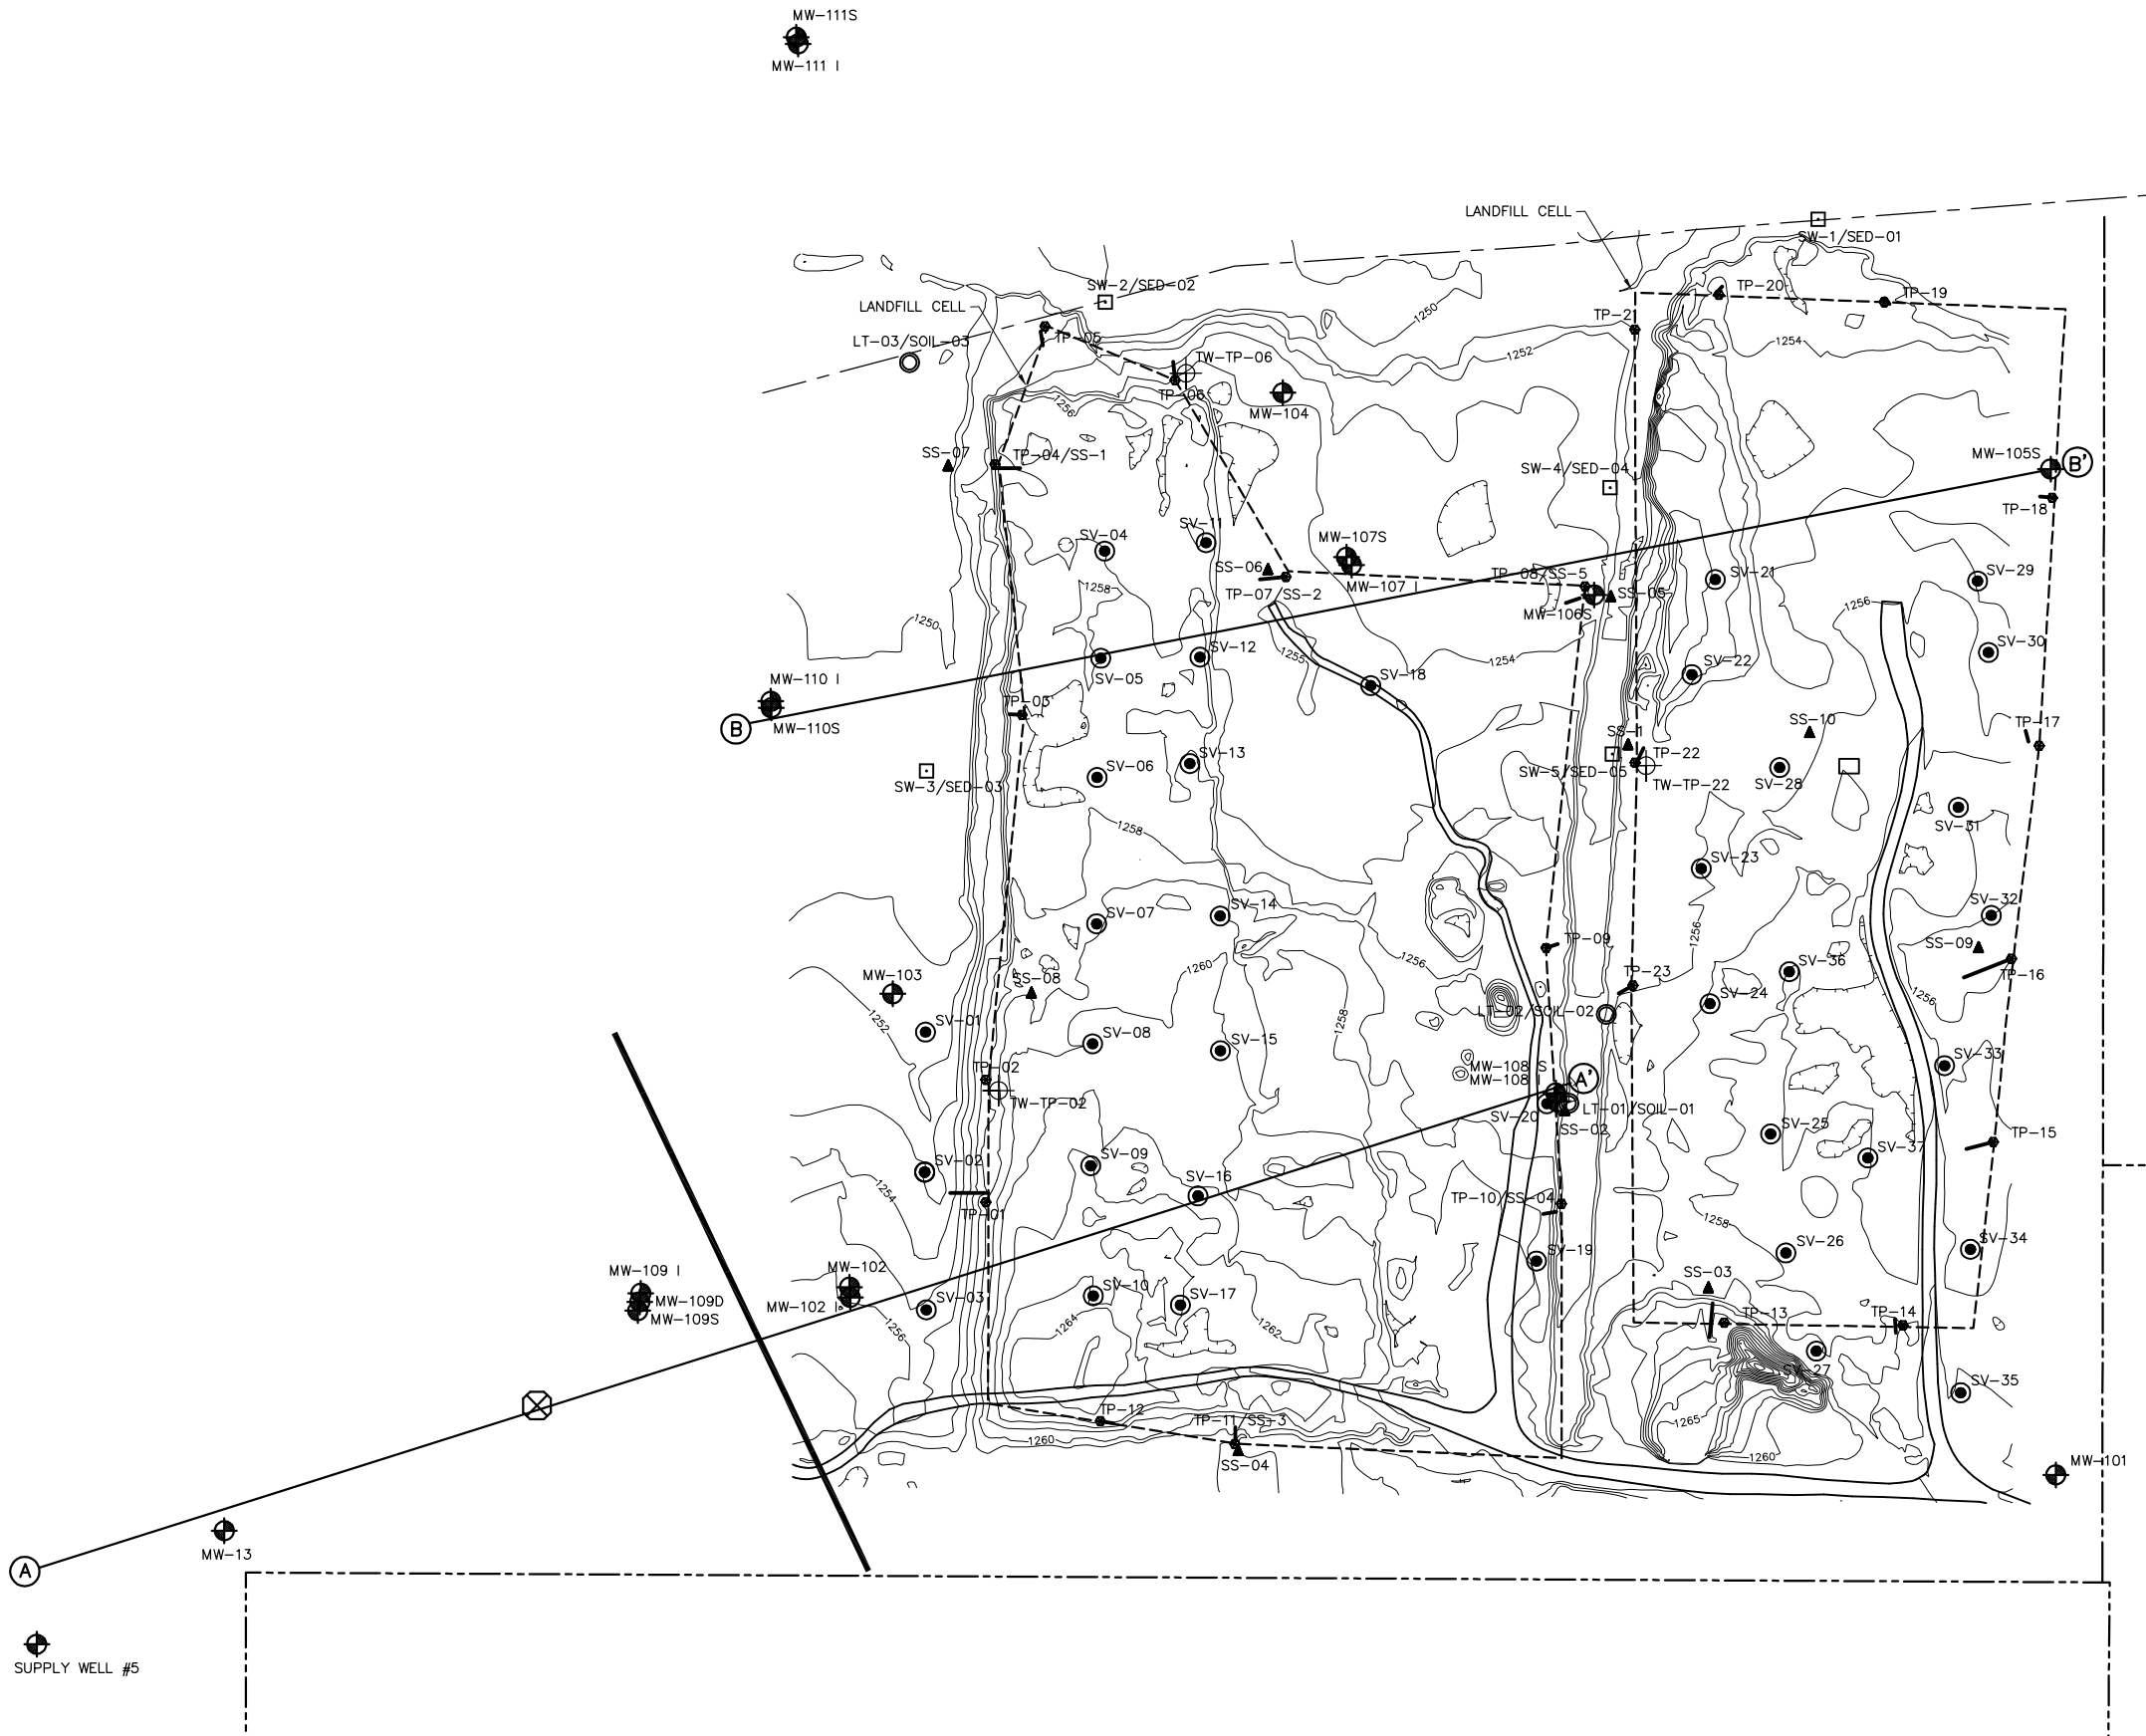 MW-111S
MW-111 I
LANDFILL CELL
SW-1/SED-01
SW-2/SED-02
TP-20
TP-19
LANDFILL CELL
1250
TP-21
LT-03/SOIL-03
TP-05
1254
1252
TW-TP-06
TP-06
1256
MW-104
SS-07
TP-04/SS-1
MW-105S
B'
SW-4/SED-04
TP-18
SV-11
SV-04
MW-107S
SS-06
TP-08/SS-5
SV-21
SV-29
MW-107 I
1258
TP-07/SS-2
SS-05
MW-106S
1256
1250
SV-30
SV-12
1255
1254
SV-05
SV-18
SV-22
MW-110 I
TP-03
B
MW-110S
SS-10
TP-17
SS-1
SV-13
TP-22
SV-06
SW-5/SED-05
SW-3/SED-03
TW-TP-22
SV-28
SV-31
1258
SV-23
SV-07
SV-14
SV-32
1256
TP-09
SS-09
1256
1260
SV-36
TP-16
MW-103
SS-08
TP-23
SV-24
1256
1252
SV-01
LT-02/SOIL-02
1258
SV-08
SV-15
SV-33
TP-02
MW-108 S
MW-108 I
A'
TW-TP-02
SV-20
LT-01/SOIL-01
SS-02
SV-25
TP-15
SV-37
SV-02
SV-09
SV-16
1254
TP-10/SS-04
TP-01
1258
SV-26
SV-34
SV-19
MW-109 I
MW-102
SS-03
MW-109D
MW-102 I
SV-03
SV-10
SV-17
MW-109S
TP-13
TP-14
1256
1264
1262
SV-27
SV-35
TP-12
TP-11/SS-3
1265
1260
1260
SS-04
MW-101
MW-13
A
SUPPLY WELL #5